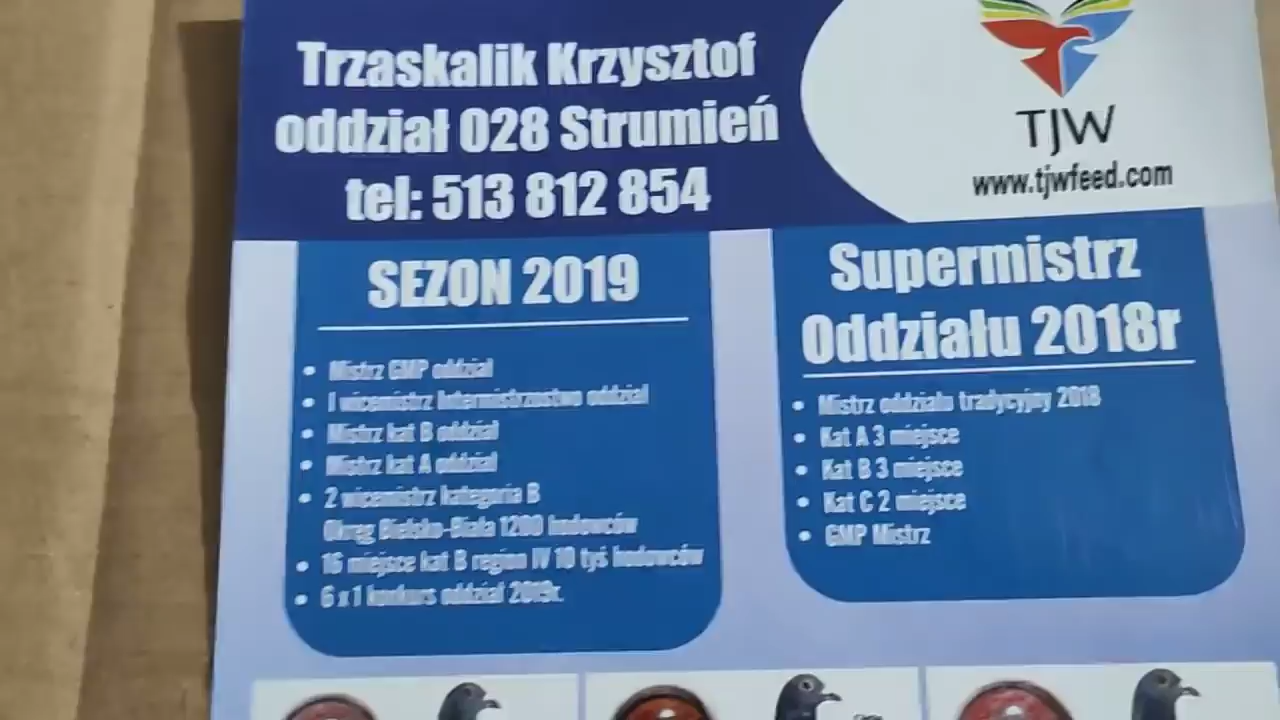 Trzaskalik Krzysztof
oddział 028 Strumień
tel: 513 812 854
TJW
www.tjwfeed.com
SEZON 2019
• Mistrz GMP oddział
• I wicemistrz Intermistrzostwo oddział
• Mistrz kat B oddział
• Mistrz kat A oddział
• 2 wicemistrz kategoria B
Okręg Bielsko-Biała 1200 hodowców
• 16 miejsce kat B region IV 10 tyś hodowców
• 6 x 1 konkurs oddział 2019r.
Supermistrz
Oddziału 2018r
• Mistrz oddziału tradycyjny 2018
• Kat A 3 miejsce
• Kat B 3 miejsce
• Kat C 2 miejsce
• GMP Mistrz